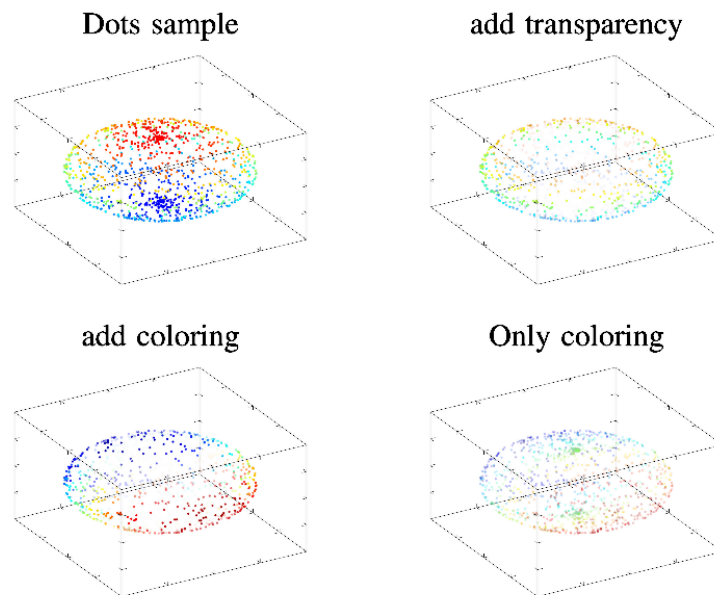 Dots sample
add transparency
add coloring
Only coloring